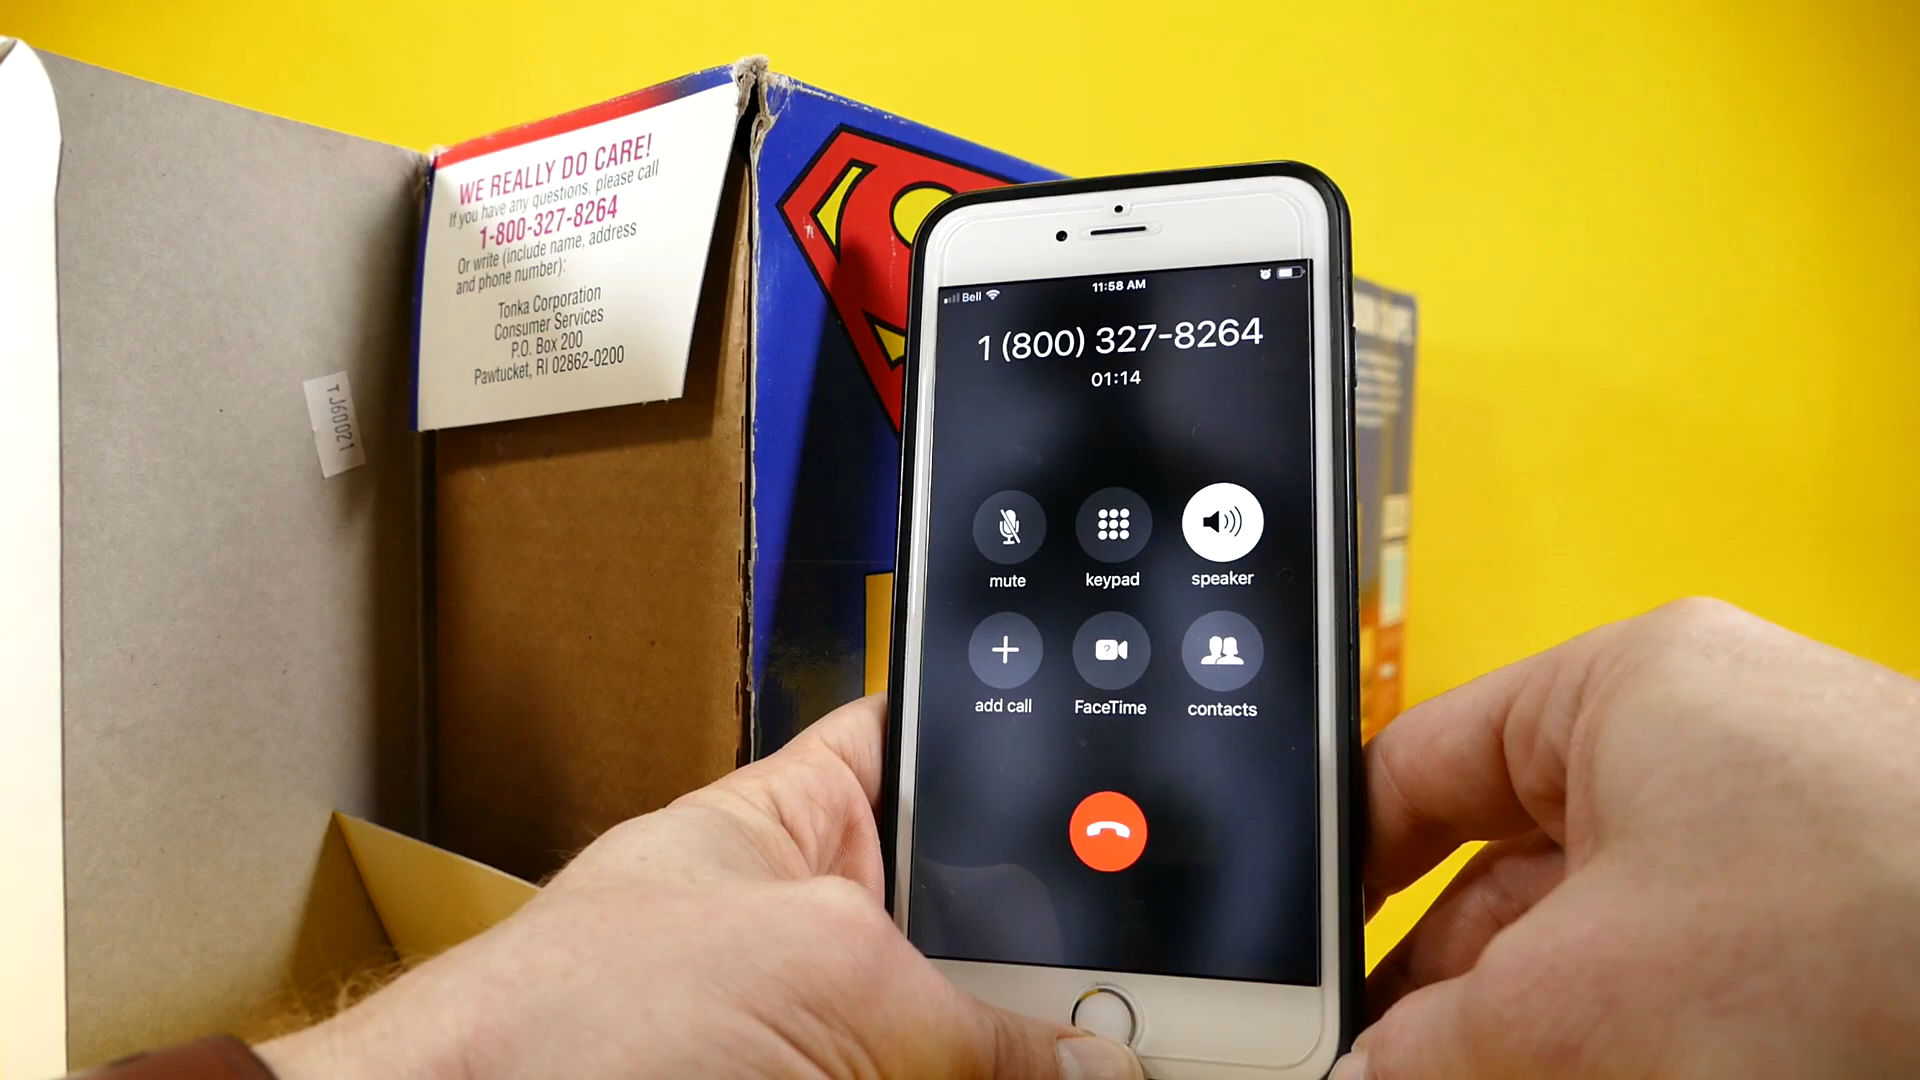 WE REALLY DO CARE!
If you have any questions, please call
1-800-327-8264
Or write (include name, address
and phone number):
Tonka Corporation
Consumer Services
P.O. Box 200
Pawtucket, RI 02862-0200
TJ60021
Bell
11:58 AM
1 (800) 327-8264
01:14
mute
keypad
speaker
add call
FaceTime
contacts